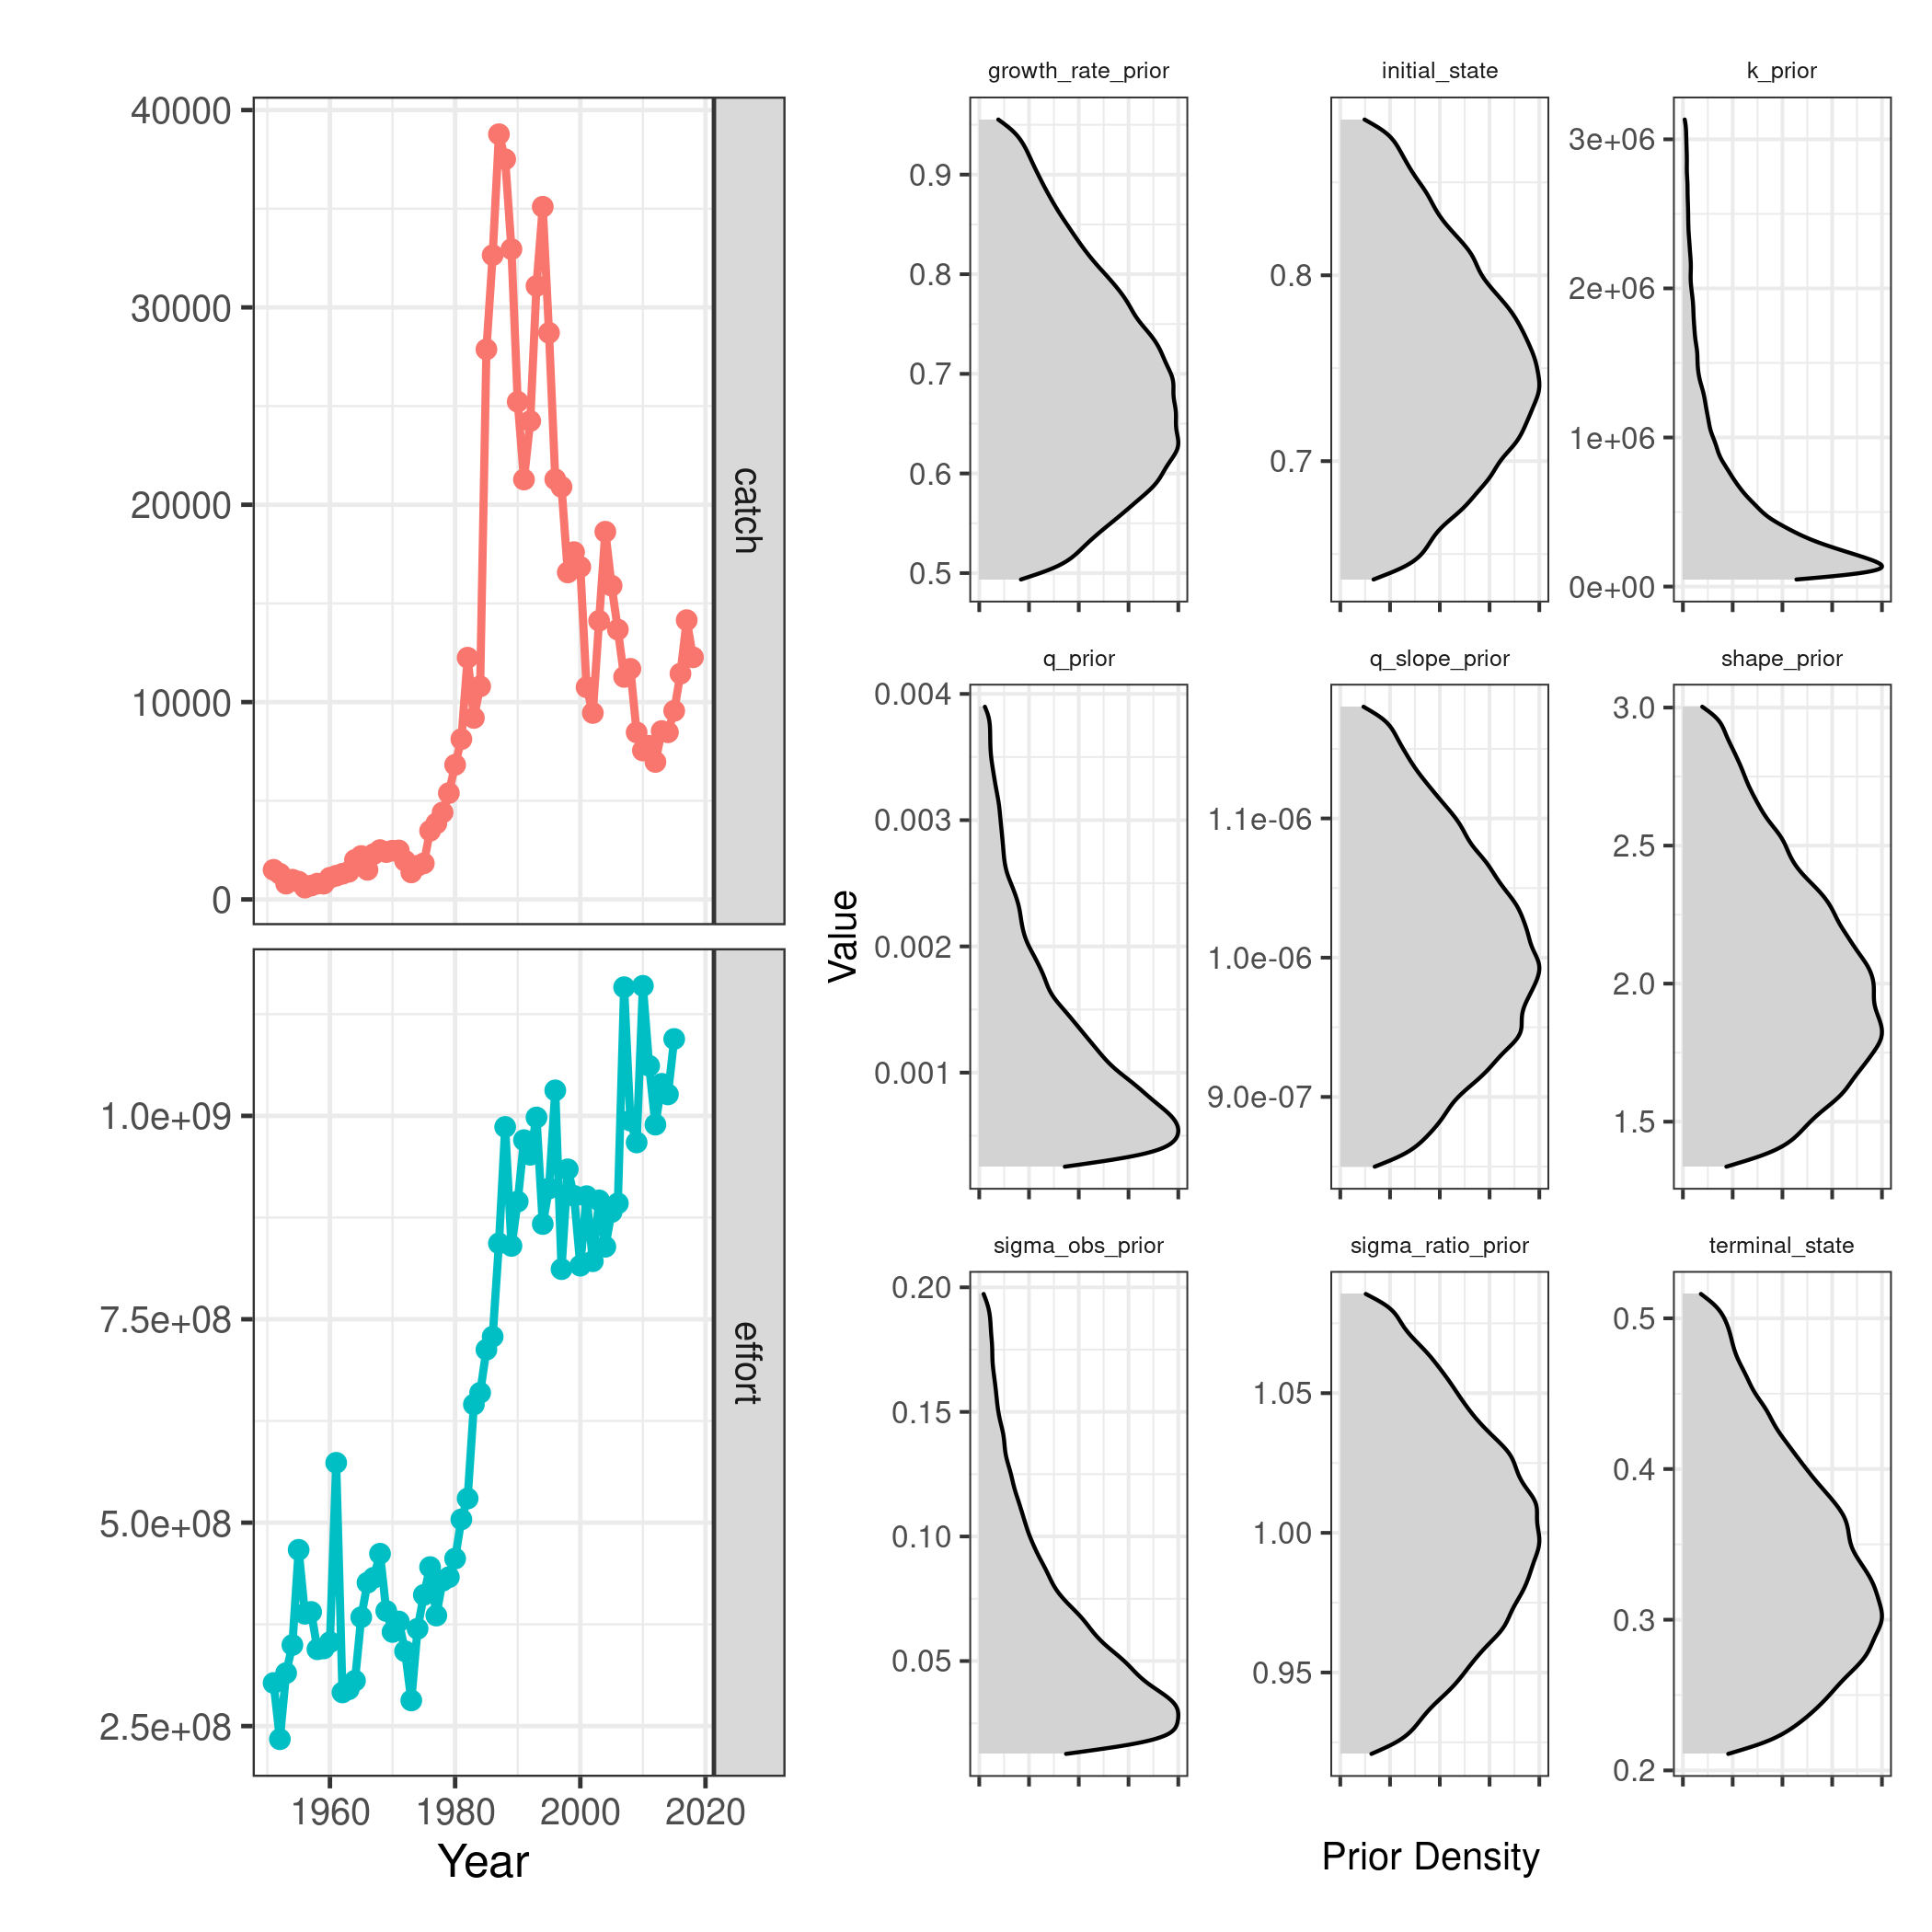 40000
30000
20000
10000
0
catch
1.0e+09
7.5e+08
5.0e+08
2.5e+08
effort
1960 1980 2000 2020
Year
Value
growth_rate_prior
0.9
0.8
0.7
0.6
0.5
initial_state
0.8
0.7
k_prior
3e+06
2e+06
1e+06
0e+00
q_prior
0.004
0.003
0.002
0.001
q_slope_prior
1.1e-06
1.0e-06
9.0e-07
shape_prior
3.0
2.5
2.0
1.5
sigma_obs_prior
0.20
0.15
0.10
0.05
sigma_ratio_prior
1.05
1.00
0.95
terminal_state
0.5
0.4
0.3
0.2
Prior Density